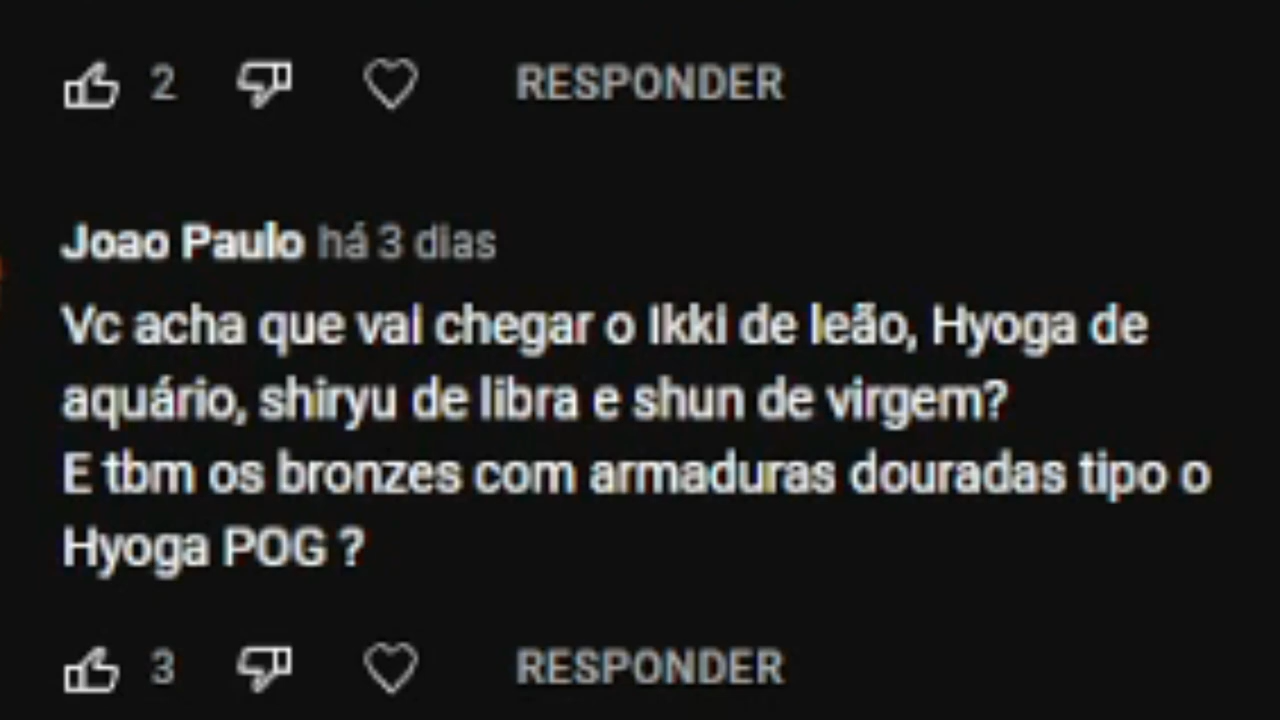 2 RESPONDER
Joao Paulo há 3 dias
Vc acha que vai chegar o Ikki de leão, Hyoga de
aquário, shiryu de libra e shun de virgem?
E tbm os bronzes com armaduras douradas tipo o
Hyoga POG ?
3 RESPONDER